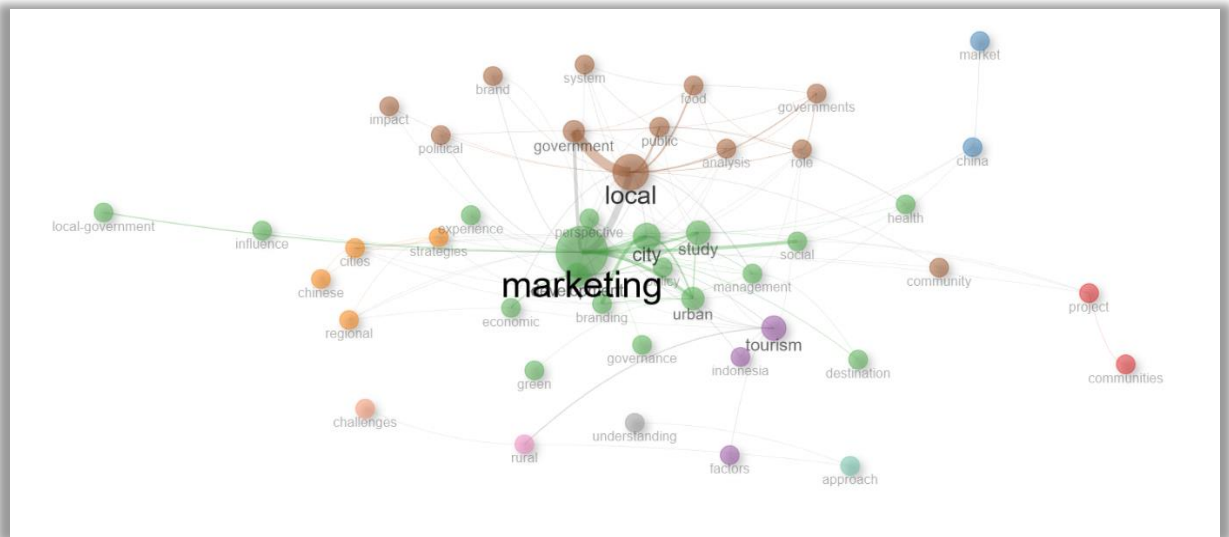 market
system
brand
food
governments
impact
government
public
political
analysis
role
china
local
health
local-government
experience
perspective
influence
strategies
city
study
social
cities
marketing
management
community
chinese
project
economic
branding
urban
regional
tourism
governance
indonesia
destination
green
communities
challenges
understanding
rural
factors
approach